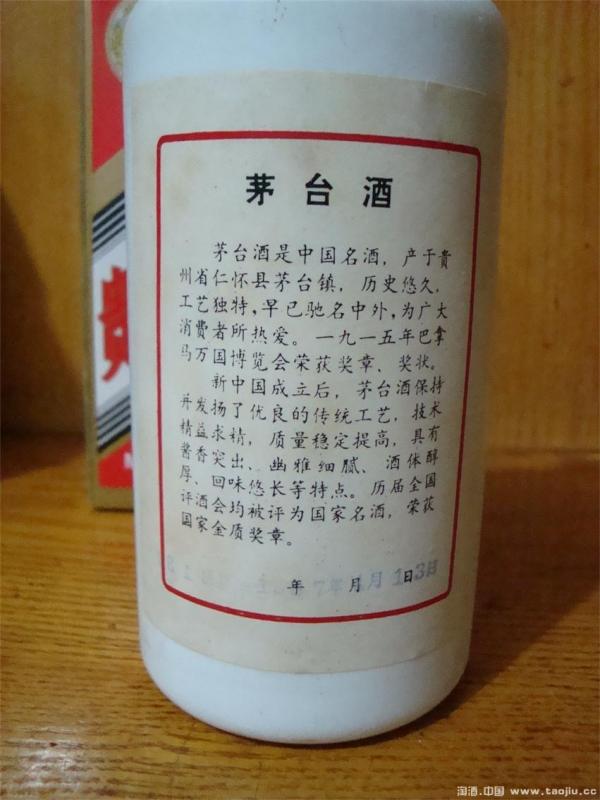 茅台酒
茅台酒是中国名酒，产于贵
州省仁怀县茅台镇，历史悠久，
工艺独特，早已驰名中外，为广大
消费者所热爱。一九一五年巴拿
马万国博览会荣获奖章、奖状。
新中国成立后，茅台酒保持
并发扬了优良的传统工艺，技术
精益求精，质量稳定提高，具有
酱香突出、幽雅细腻、酒体醇
厚、回味悠长等特点。历届全国
评酒会均被评为国家名酒，荣获
国家金质奖章。
年 月 日
7年 月13日
貴
淘酒.中国 www.taojiu.cc